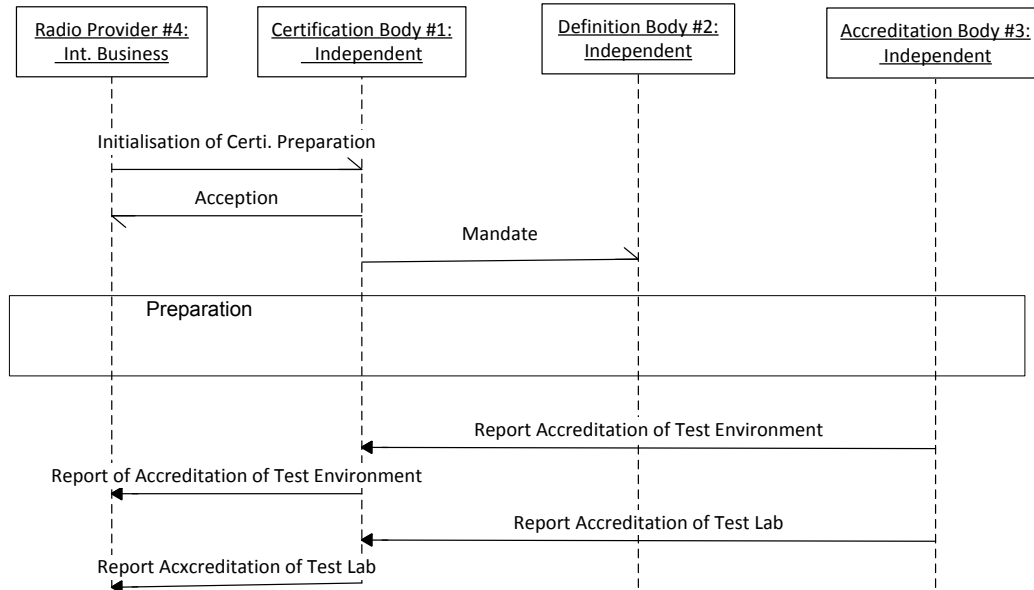 Radio Provider #4:
Int. Business
Certification Body #1:
Independent
Definition Body #2:
Independent
Accreditation Body #3:
Independent
Initialisation of Certi. Preparation
Acception
Mandate
Preparation
Report Accreditation of Test Environment
Report of Accreditation of Test Environment
Report Accreditation of Test Lab
Report Acxcreditation of Test Lab